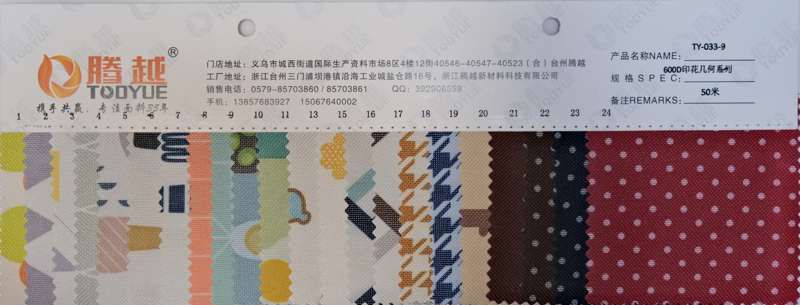 腾越®
TOOYUE
携手共赢，专注面料25年
门店地址：义乌市城西街道国际生产资料市场8区4楼12街40546-40547-40523（合）台州腾越
工厂地址：浙江台州三门浦坝港镇沿海工业城盐仓路16号，浙江腾越新材料科技有限公司
销售电话：0579-85703860 / 85703861 QQ：392906559
手机：13857683927 15067640002
产品名称NAME: TY-033-9
600D印花几何系列
规格SPEC:
50米
备注REMARKS:
1 2 3 4 5 6 7 8 9 10 11 12 13 14 15 16 17 18 19 20 21 22 23 24